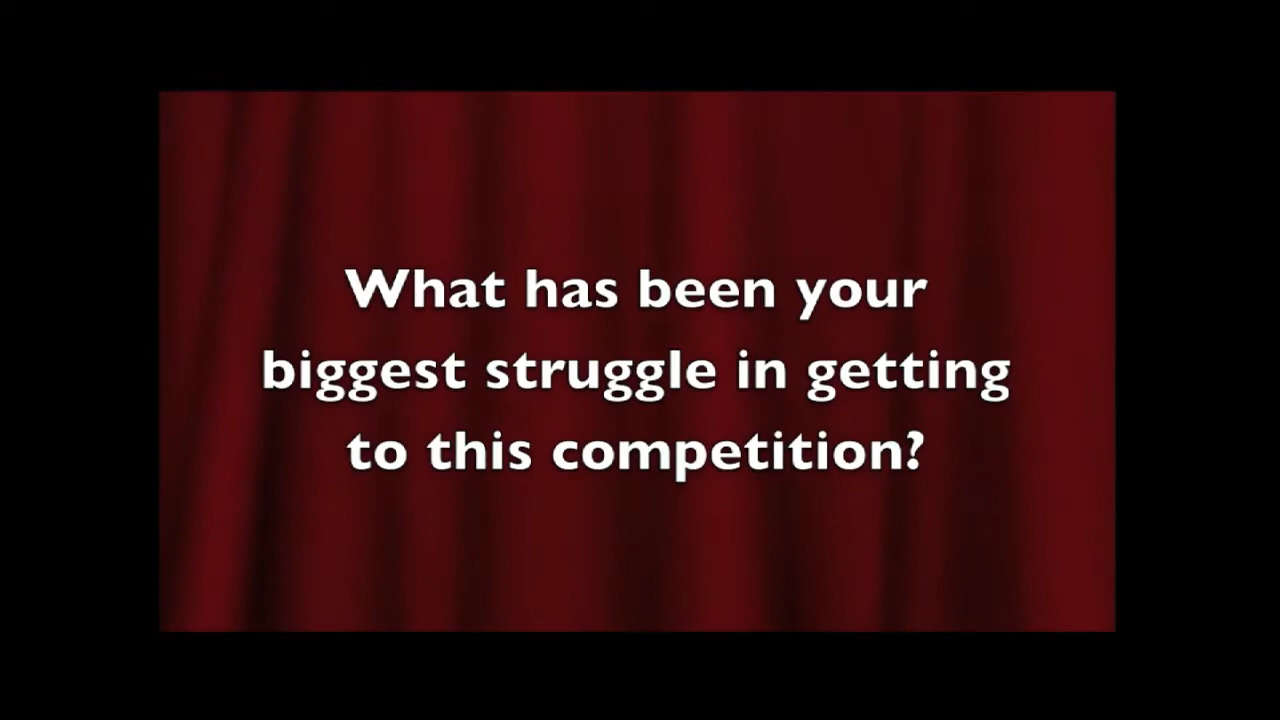 What has been your
biggest struggle in getting
to this competition?